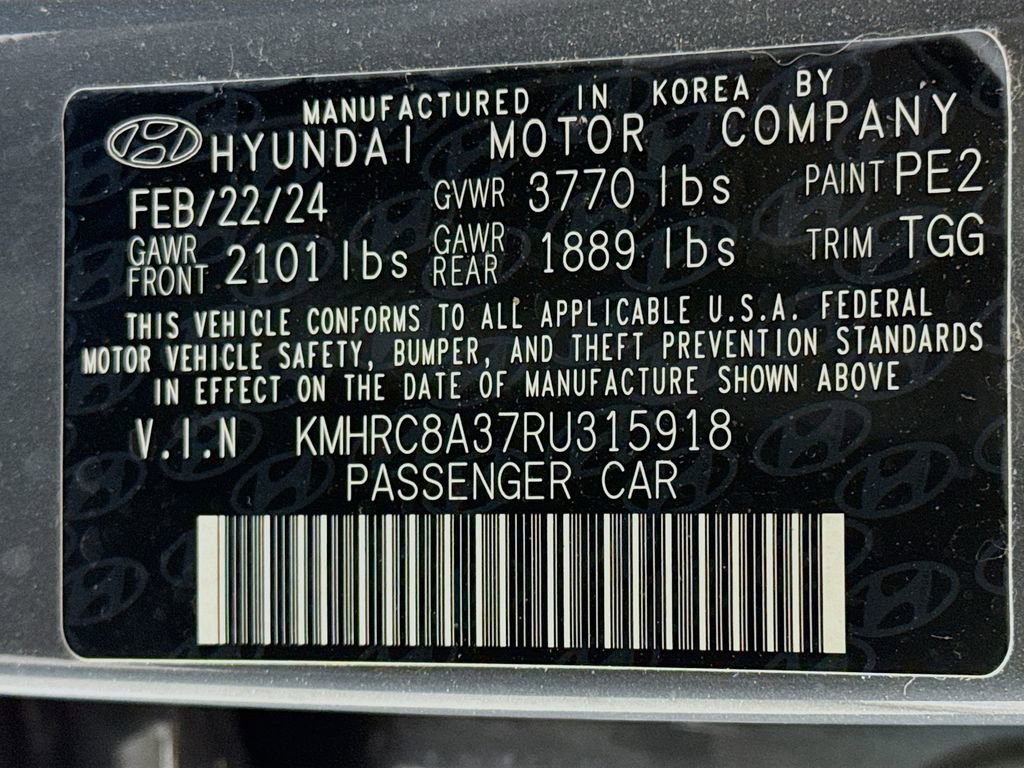 MANUFACTURED IN KOREA BY
HYUNDAI MOTOR COMPANY
FEB/22/24 GVWR 3770 lbs PAINT PE2
GAWR FRONT 2101 lbs GAWR REAR 1889 lbs TRIM TGG
THIS VEHICLE CONFORMS TO ALL APPLICABLE U.S.A. FEDERAL
MOTOR VEHICLE SAFETY, BUMPER, AND THEFT PREVENTION STANDARDS
IN EFFECT ON THE DATE OF MANUFACTURE SHOWN ABOVE
V.I.N KMHRC8A37RU315918
PASSENGER CAR